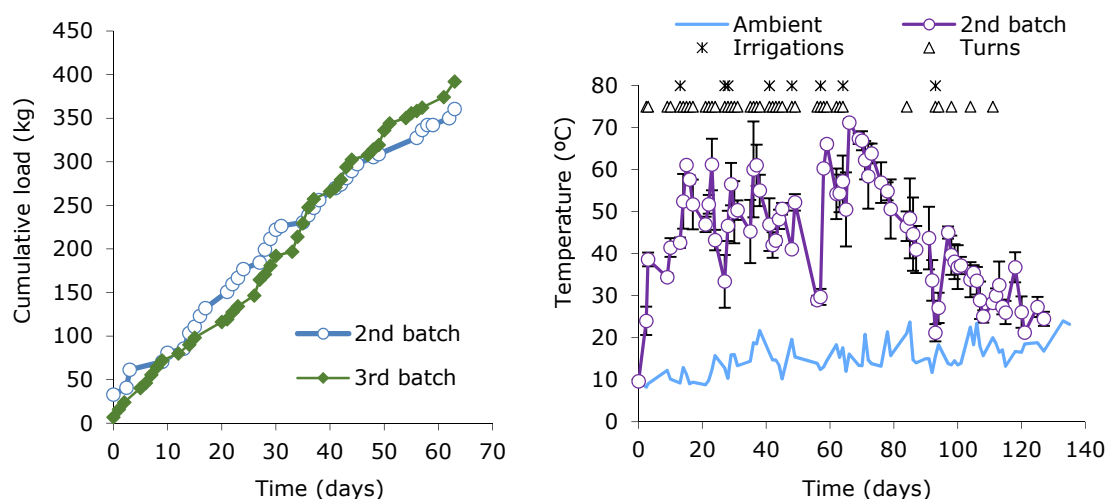 450
400
350
300
250
200
150
100
50
0
Cumulative load (kg)
2nd batch
3rd batch
0 10 20 30 40 50 60 70
Time (days)
Ambient 2nd batch
Irrigations Turns
80
70
60
50
40
30
20
10
0
Temperature (ºC)
0 20 40 60 80 100 120 140
Time (days)